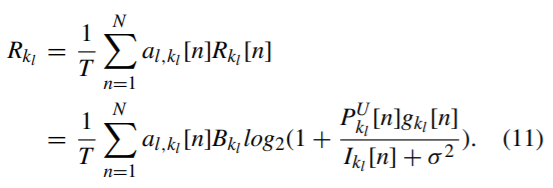 R_{k_l} = \frac{1}{T} \sum_{n=1}^{N} a_{l,k_l}[n] R_{k_l}[n]
= \frac{1}{T} \sum_{n=1}^{N} a_{l,k_l}[n] B_{k_l} log_2(1 + \frac{P_{k_l}^{U}[n] g_{k_l}[n]}{I_{k_l}[n] + \sigma^2}). (11)